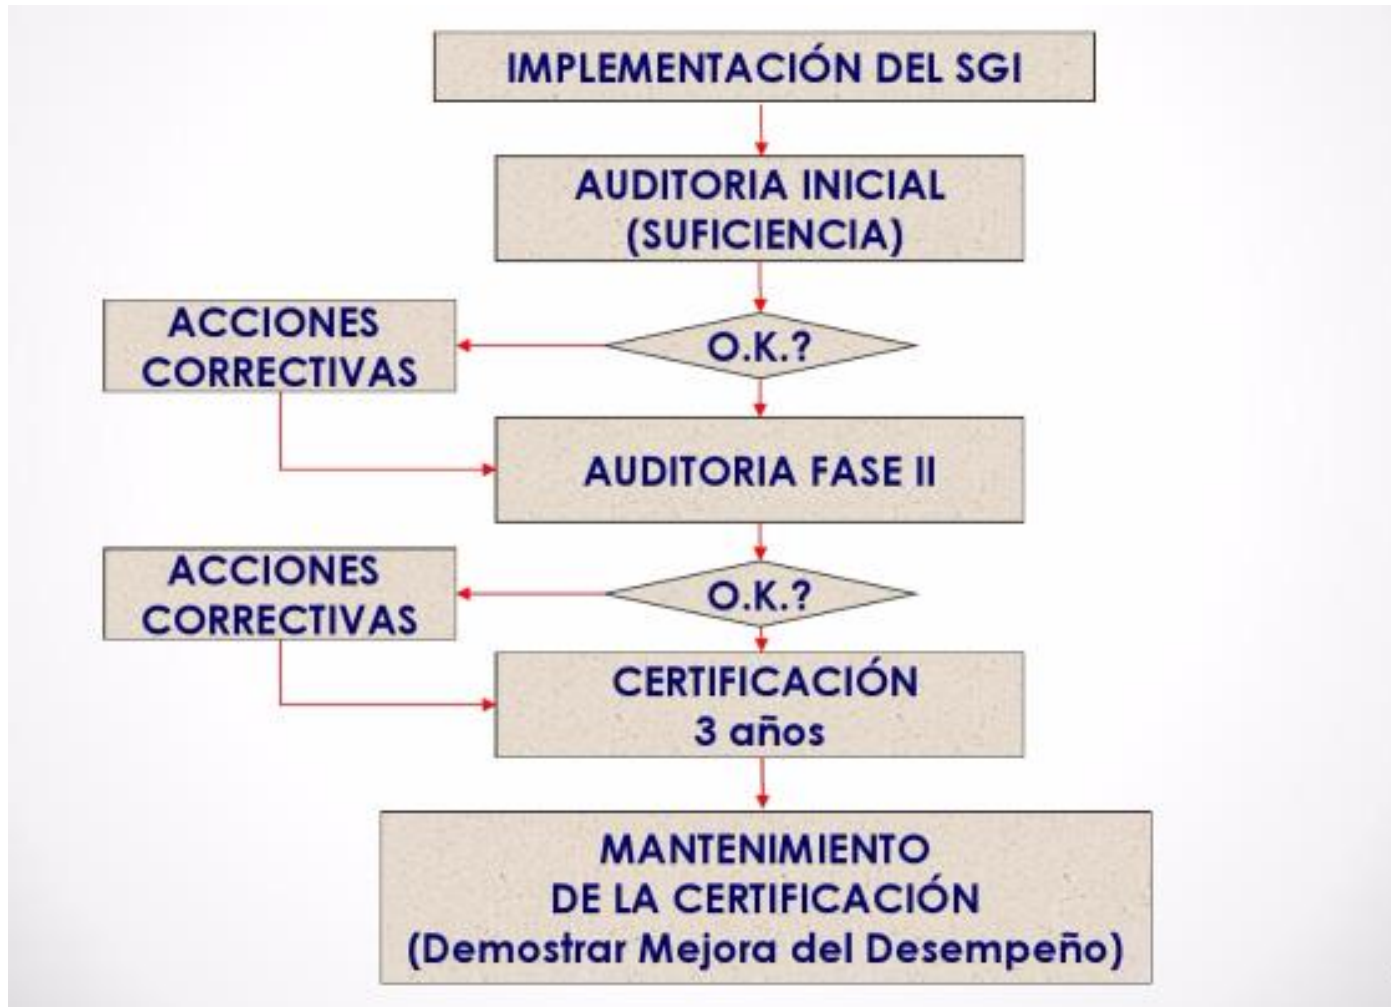 IMPLEMENTACIÓN DEL SGI
AUDITORIA INICIAL
(SUFICIENCIA)
O.K.?
ACCIONES
CORRECTIVAS
AUDITORIA FASE II
O.K.?
ACCIONES
CORRECTIVAS
CERTIFICACIÓN
3 años
MANTENIMIENTO
DE LA CERTIFICACIÓN
(Demostrar Mejora del Desempeño)